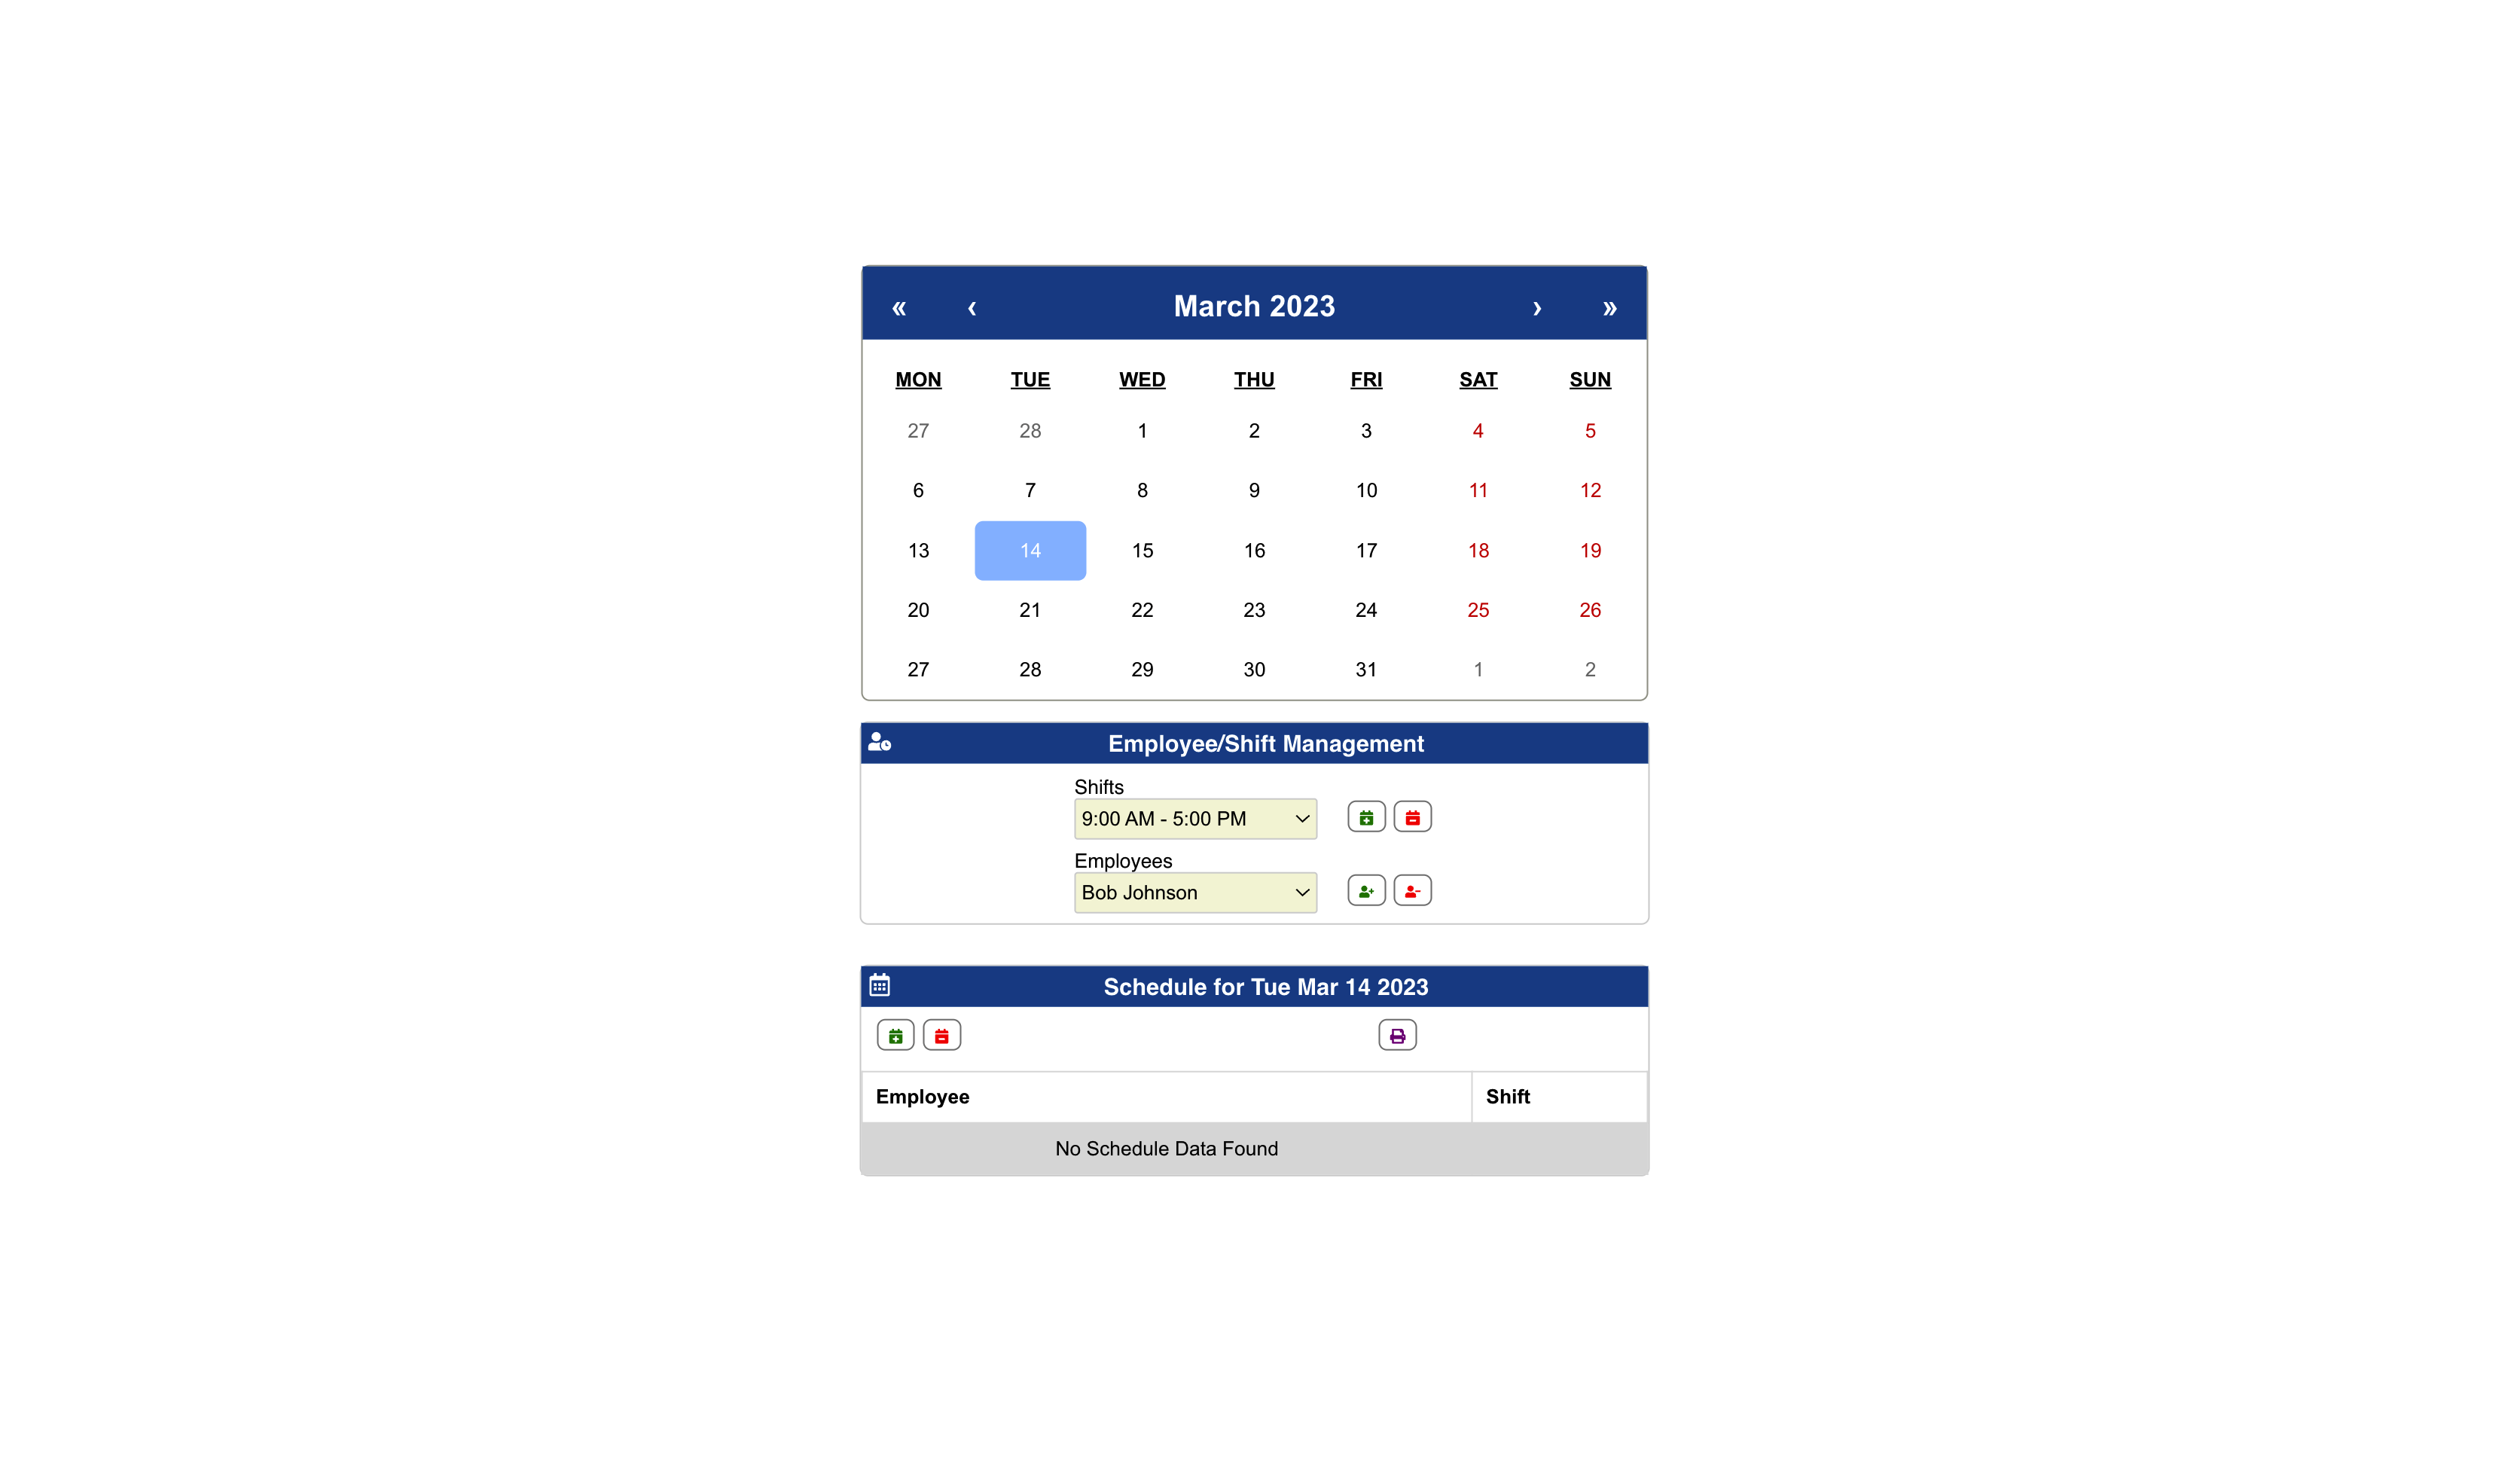 « ‹ March 2023 › »
MON TUE WED THU FRI SAT SUN
27 28 1 2 3 4 5
6 7 8 9 10 11 12
13 14 15 16 17 18 19
20 21 22 23 24 25 26
27 28 29 30 31 1 2
Employee/Shift Management
Shifts
9:00 AM - 5:00 PM
Employees
Bob Johnson
Schedule for Tue Mar 14 2023
Employee Shift
No Schedule Data Found